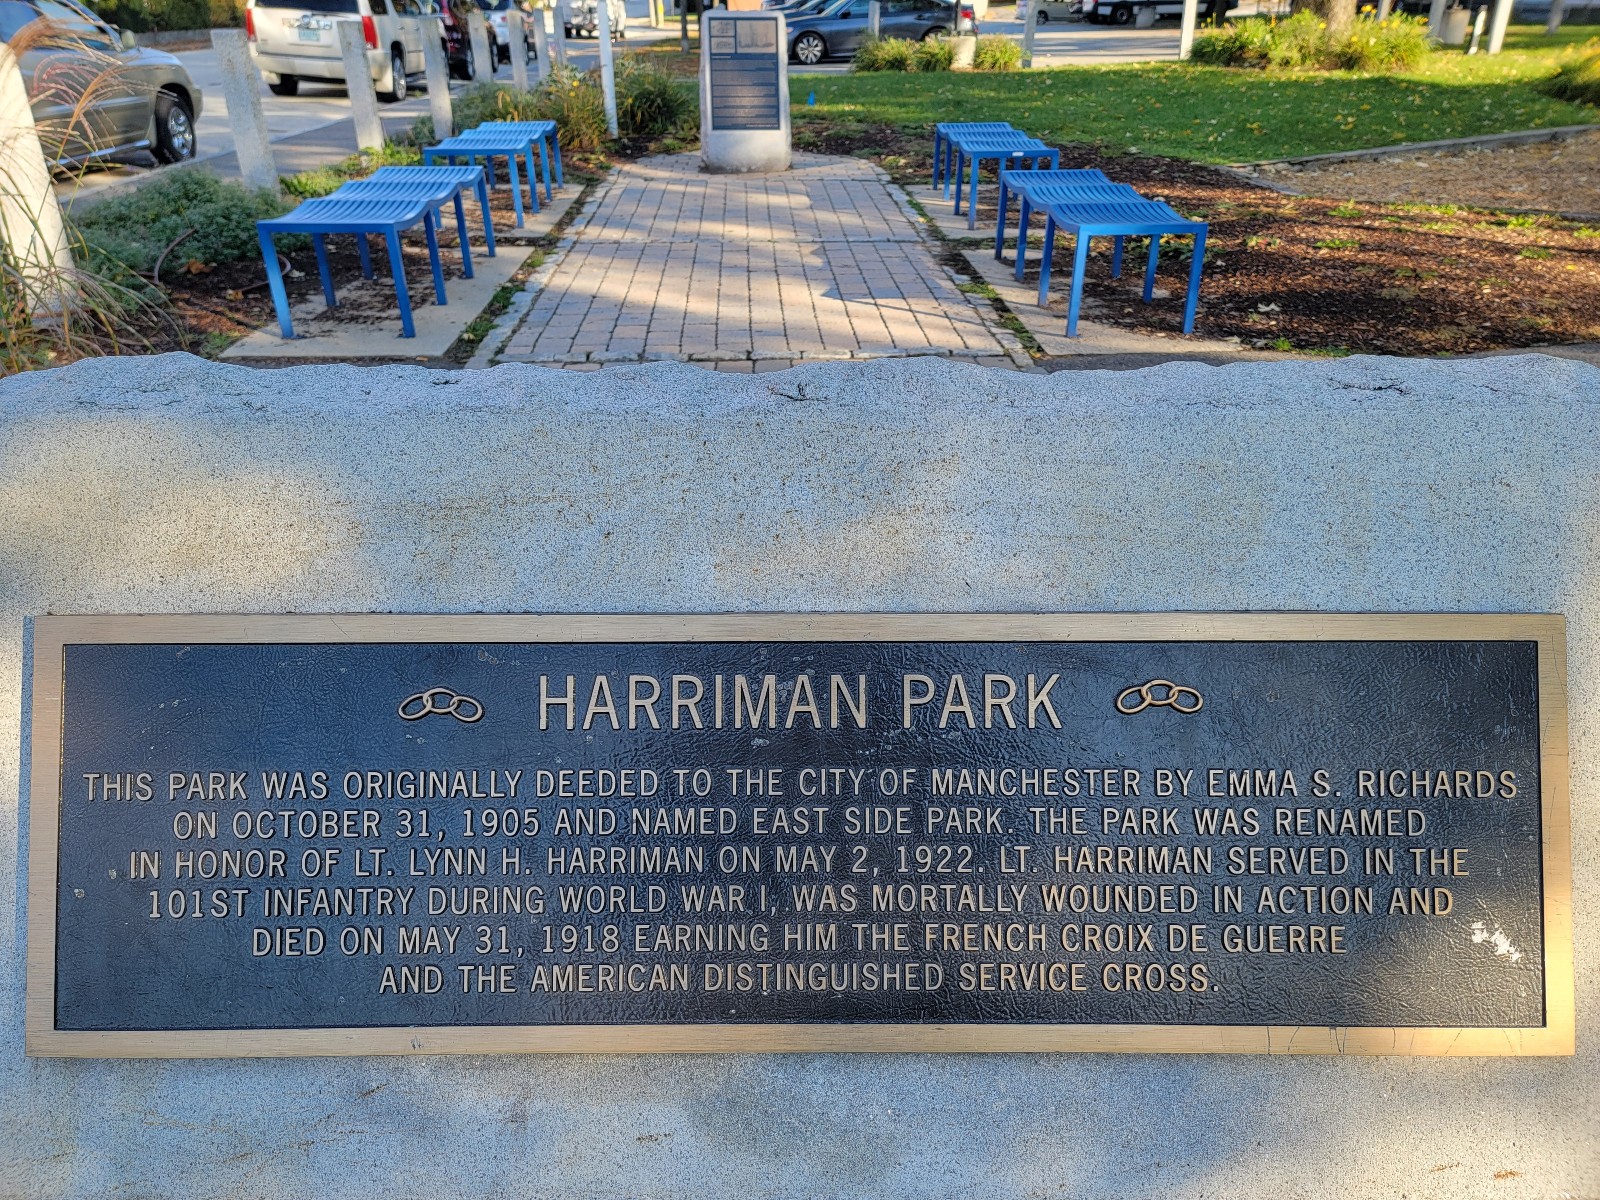 HARRIMAN PARK
THIS PARK WAS ORIGINALLY DEEDED TO THE CITY OF MANCHESTER BY EMMA S. RICHARDS
ON OCTOBER 31, 1905 AND NAMED EAST SIDE PARK. THE PARK WAS RENAMED
IN HONOR OF LT. LYNN H. HARRIMAN ON MAY 2, 1922. LT. HARRIMAN SERVED IN THE
101ST INFANTRY DURING WORLD WAR I, WAS MORTALLY WOUNDED IN ACTION AND
DIED ON MAY 31, 1918 EARNING HIM THE FRENCH CROIX DE GUERRE
AND THE AMERICAN DISTINGUISHED SERVICE CROSS.